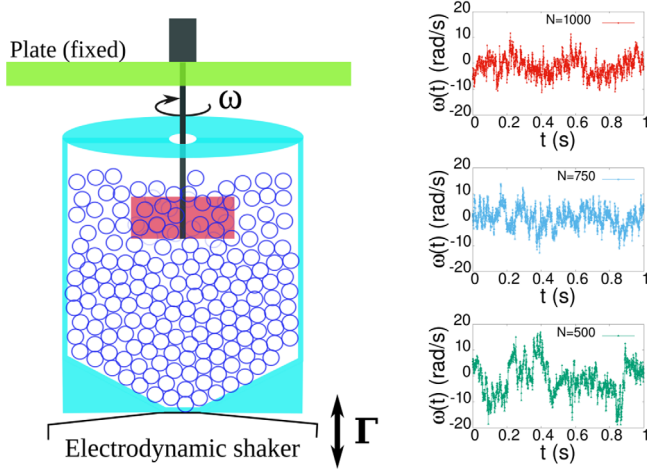 Plate (fixed)
ω
Electrodynamic shaker
Γ
N=1000
ω(t) (rad/s)
20
10
0
-10
-20
0 0.2 0.4 0.6 0.8 1
t (s)
N=750
ω(t) (rad/s)
20
10
0
-10
-20
0 0.2 0.4 0.6 0.8 1
t (s)
N=500
ω(t) (rad/s)
20
10
0
-10
-20
0 0.2 0.4 0.6 0.8 1
t (s)